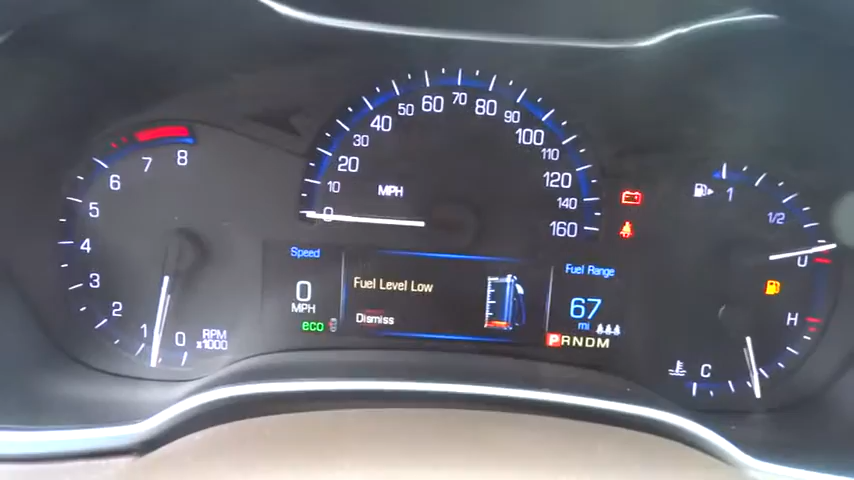 8
7
6
5
4
3
2
1
0
RPM
x1000
0
10
20
30
40
50
60
70
80
90
100
110
120
140
160
MPH
Speed
0
MPH
eco
Fuel Level Low
Dismiss
Fuel Range
67
mi
PRNDM
1
1/2
0
H
C